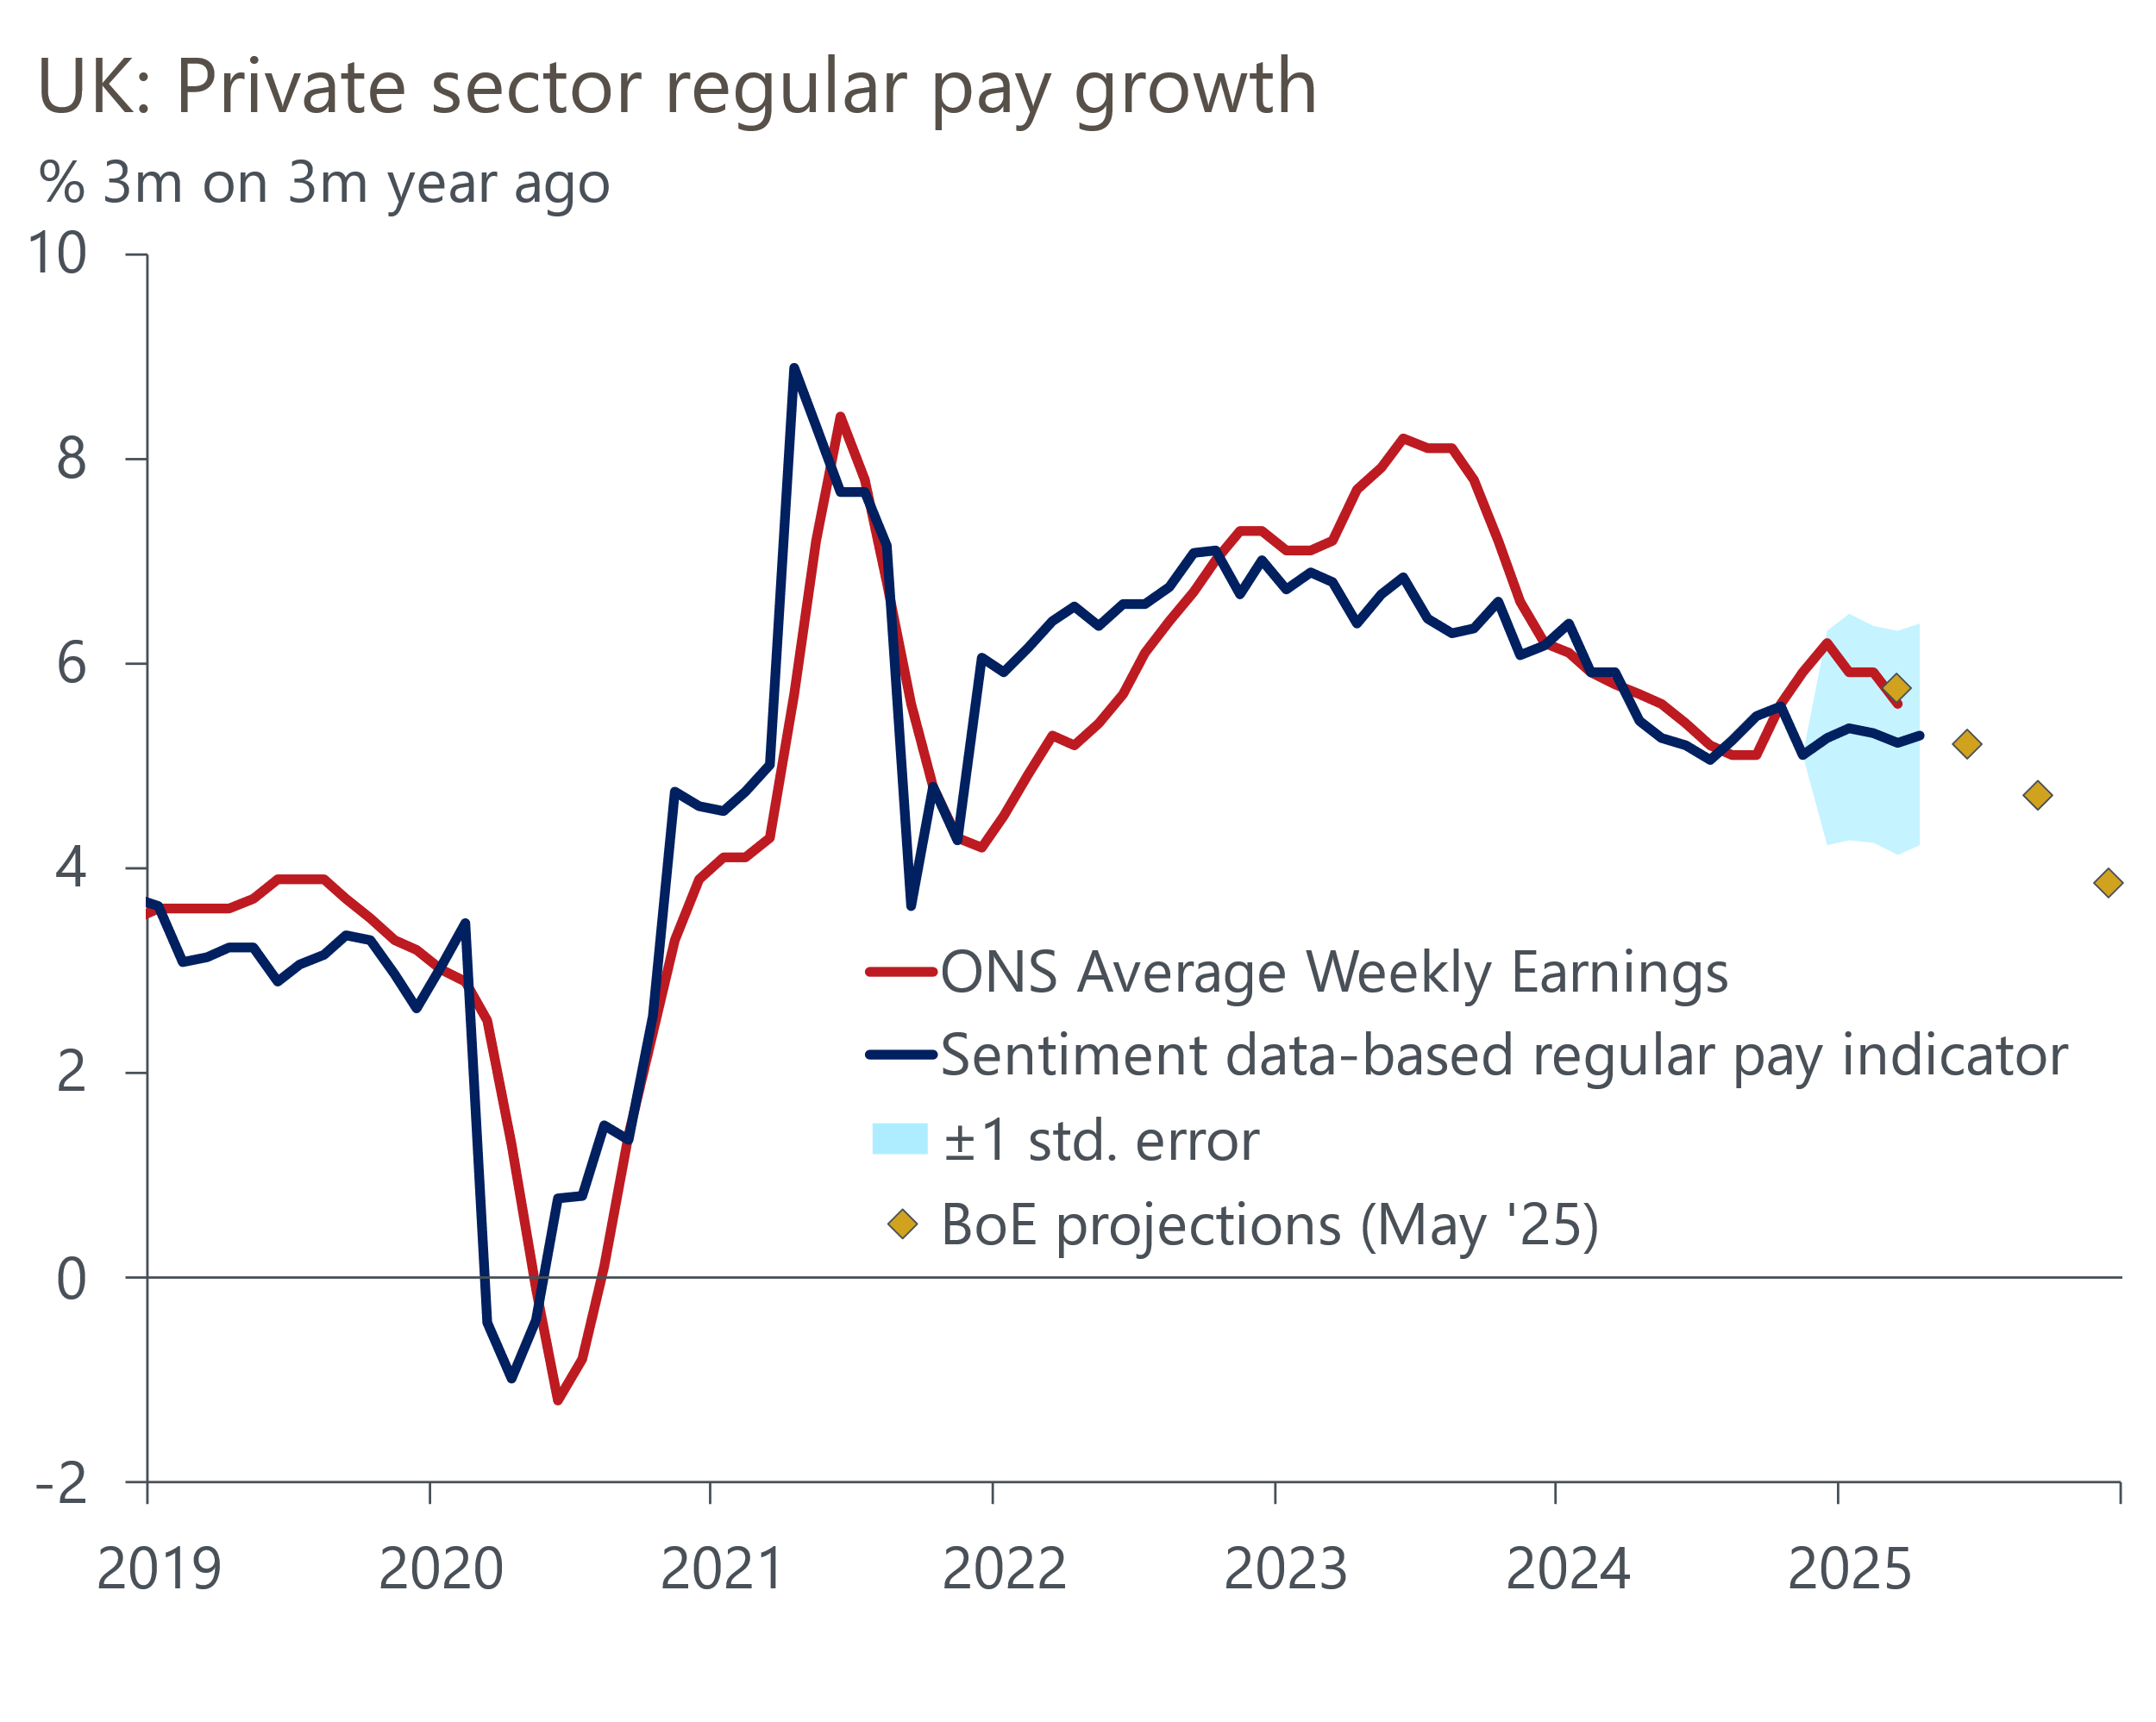 UK: Private sector regular pay growth
% 3m on 3m year ago
10
8
6
4
2
0
-2
ONS Average Weekly Earnings
Sentiment data-based regular pay indicator
±1 std. error
BoE projections (May '25)
2019 2020 2021 2022 2023 2024 2025